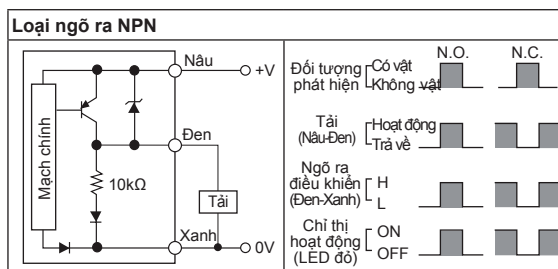 Loại ngõ ra NPN
Mạch chính
Nâu
+V
Đen
10kΩ
Tải
Xanh
0V
N.O.
N.C.
Đối tượng
phát hiện
Có vật
Không vật
Tải
(Nâu-Đen)
Hoạt động
Trả về
Ngõ ra
điều khiển
(Đen-Xanh)
H
L
Chỉ thị
hoạt động
(LED đỏ)
ON
OFF